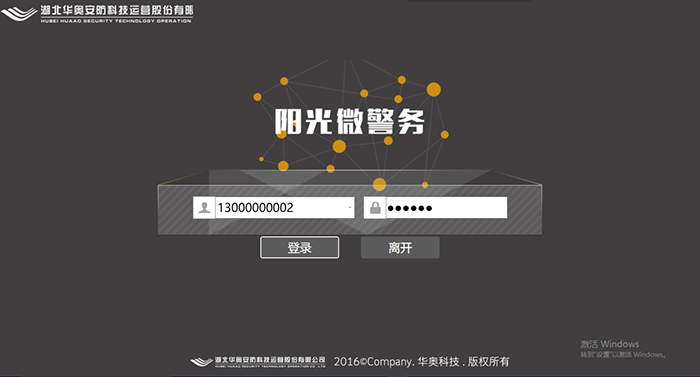 湖北华奥安防科技运营股份有限
HUBEI HUAAO SECURITY TECHNOLOGY OPERATION
阳光微警务
13000000002
●●●●●●
登录 离开
激活 Windows
转到"设置"以激活 Windows。
湖北华奥安防科技运营股份有限公司 2016©Company. 华奥科技 . 版权所有
HUBEI HUAAO SECURITY TECHNOLOGY OPERATION CO .,LTD